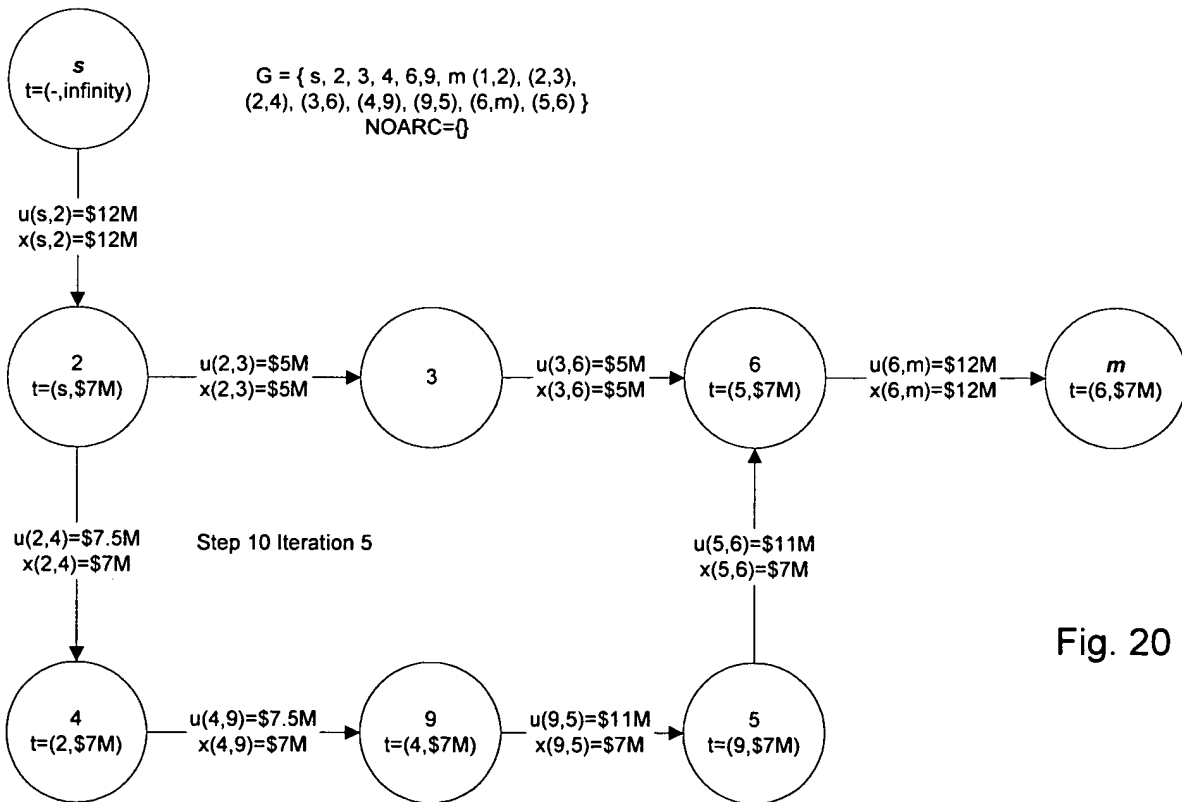 s
t=(-,infinity)
G = { s, 2, 3, 4, 6,9, m (1,2), (2,3),
(2,4), (3,6), (4,9), (9,5), (6,m), (5,6) }
NOARC={}
u(s,2)=$12M
x(s,2)=$12M
2
t=(s,$7M)
u(2,3)=$5M
x(2,3)=$5M
3
u(3,6)=$5M
x(3,6)=$5M
6
t=(5,$7M)
u(6,m)=$12M
x(6,m)=$12M
m
t=(6,$7M)
u(2,4)=$7.5M
x(2,4)=$7M
Step 10 Iteration 5
u(5,6)=$11M
x(5,6)=$7M
Fig. 20
4
t=(2,$7M)
u(4,9)=$7.5M
x(4,9)=$7M
9
t=(4,$7M)
u(9,5)=$11M
x(9,5)=$7M
5
t=(9,$7M)